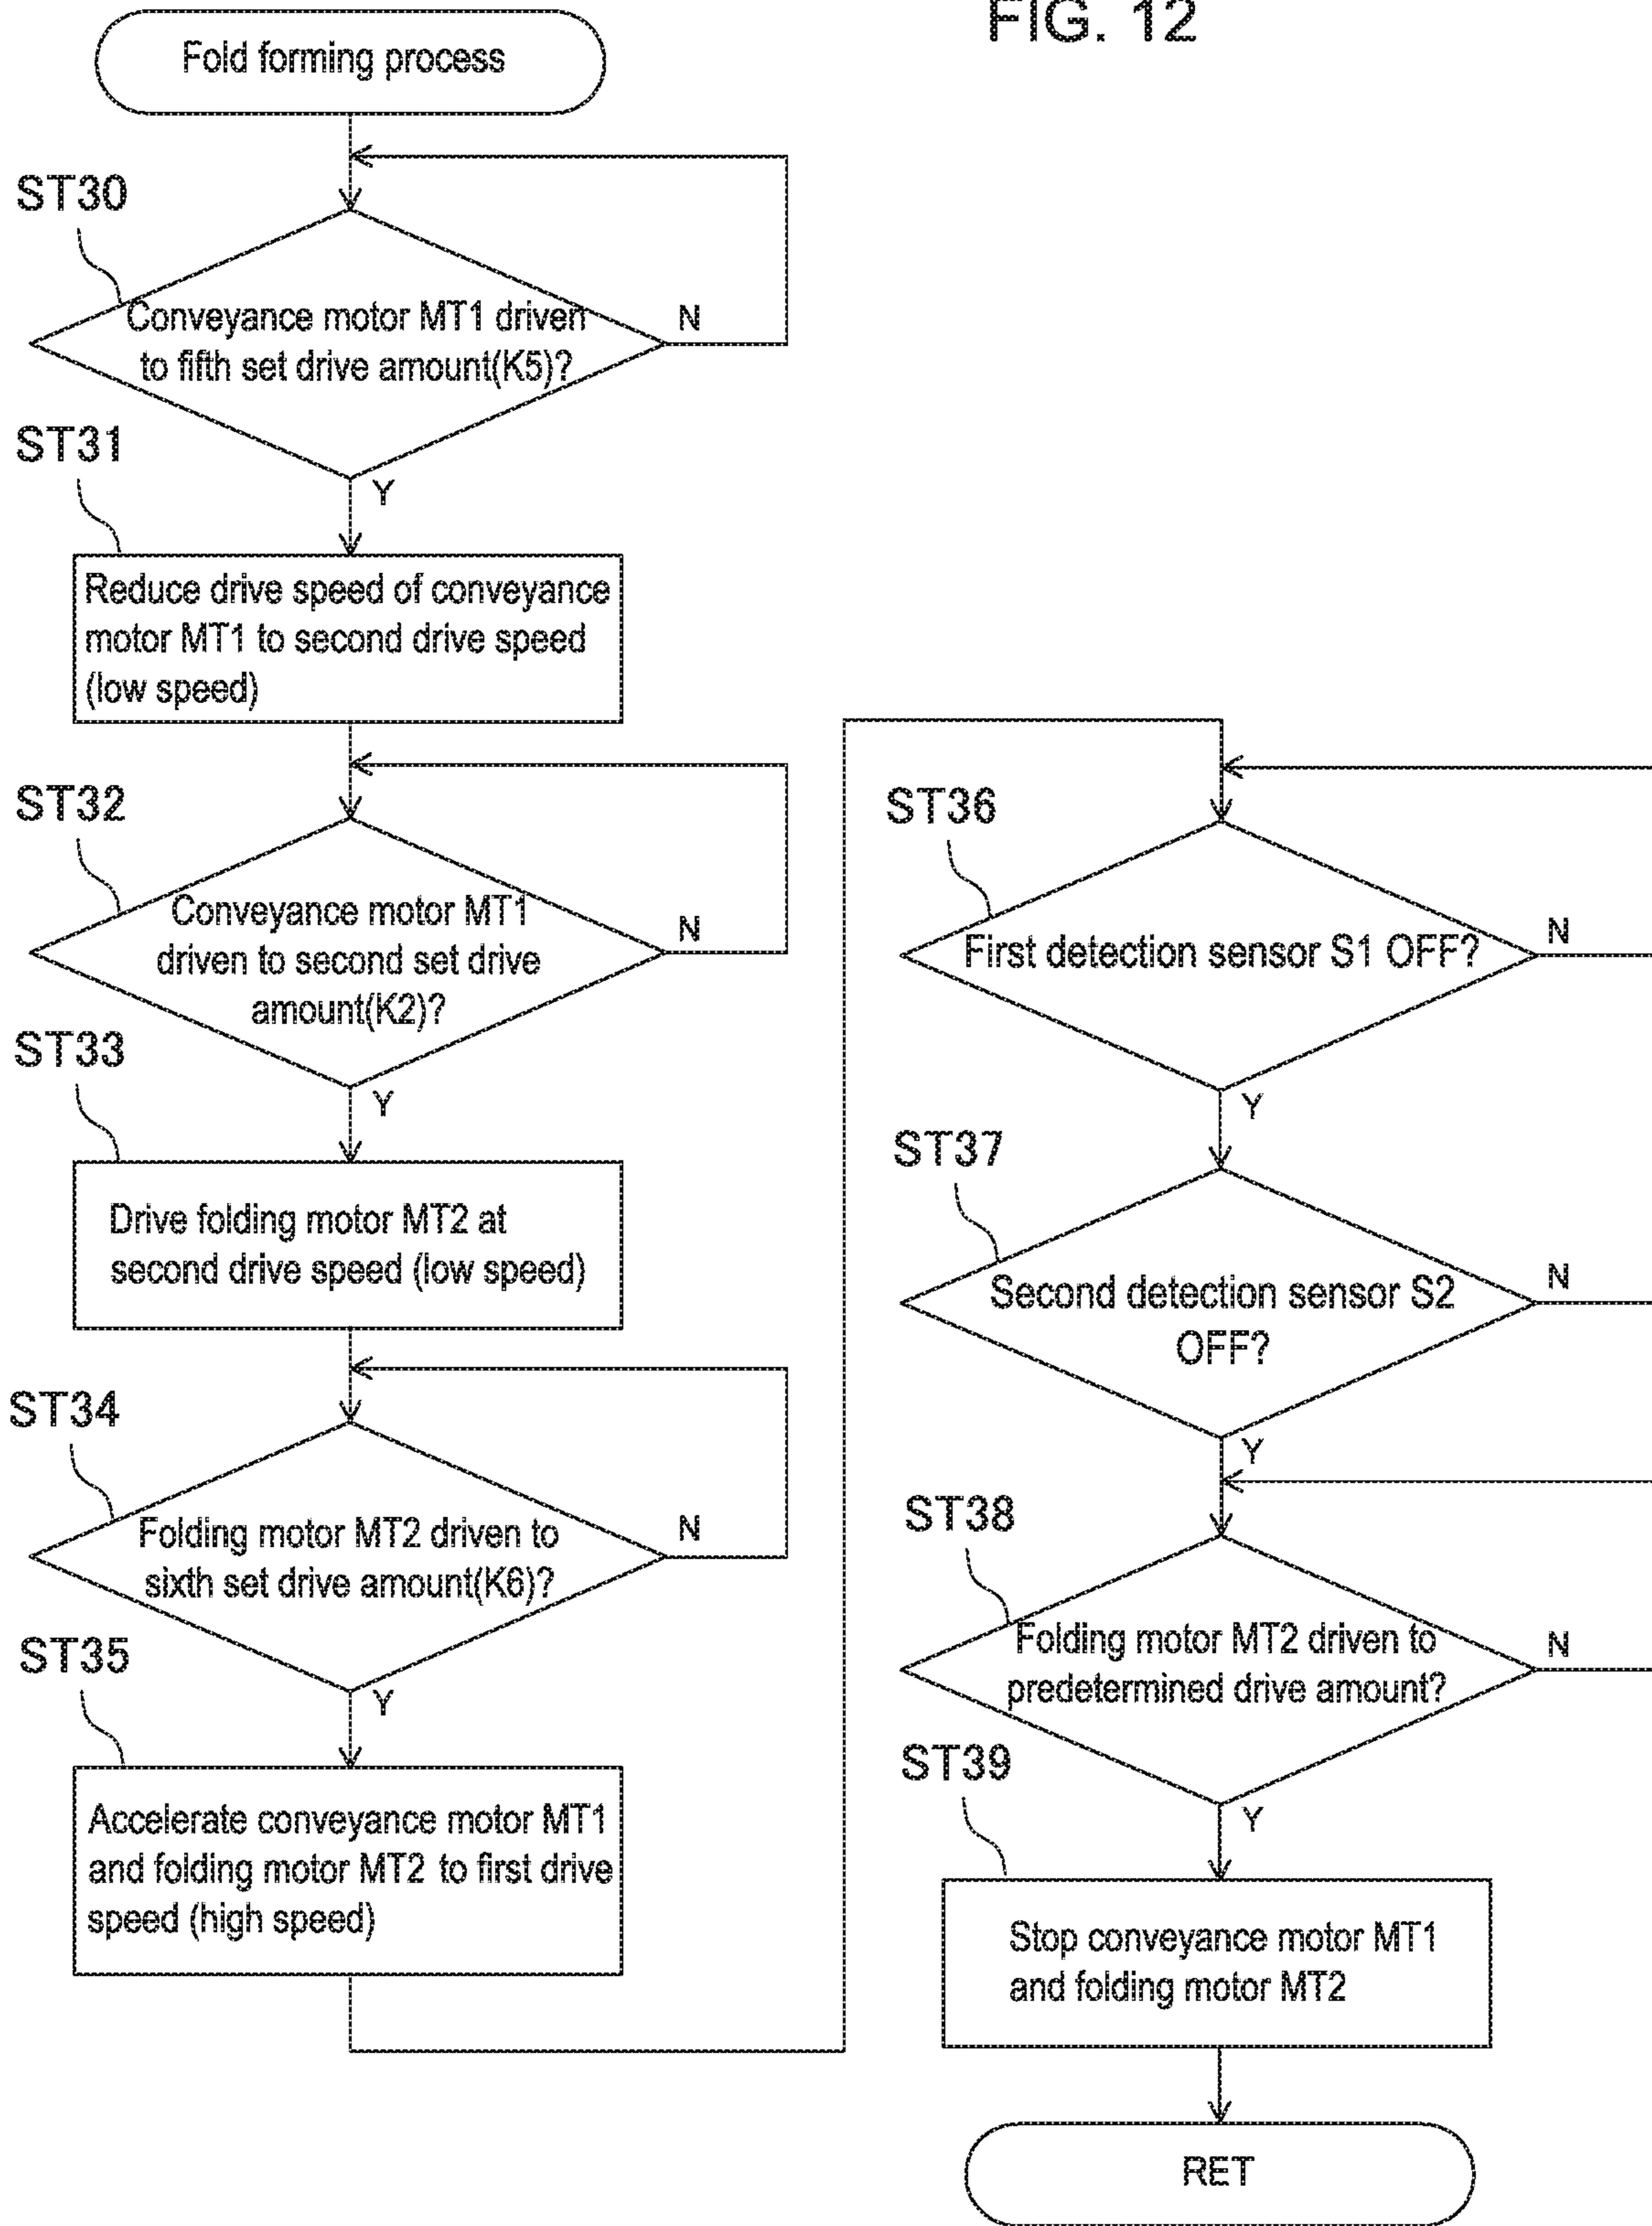 FIG. 12
Fold forming process
ST30
Conveyance motor MT1 driven
to fifth set drive amount(K5)?
N
Y
ST31
Reduce drive speed of conveyance
motor MT1 to second drive speed
(low speed)
ST32
Conveyance motor MT1
driven to second set drive
amount(K2)?
N
Y
ST33
Drive folding motor MT2 at
second drive speed (low speed)
ST34
Folding motor MT2 driven to
sixth set drive amount(K6)?
N
Y
ST35
Accelerate conveyance motor MT1
and folding motor MT2 to first drive
speed (high speed)
ST36
First detection sensor S1 OFF?
N
Y
ST37
Second detection sensor S2
OFF?
N
Y
ST38
Folding motor MT2 driven to
predetermined drive amount?
N
Y
ST39
Stop conveyance motor MT1
and folding motor MT2
RET